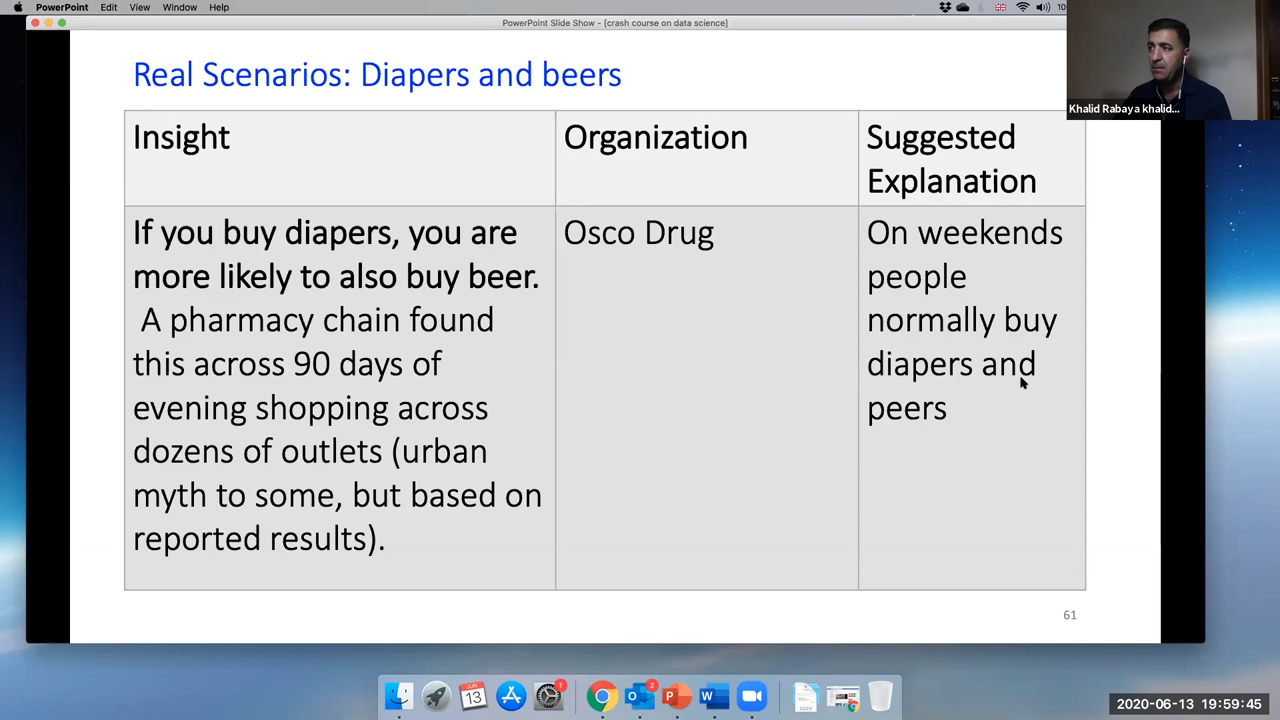 PowerPoint File Edit View Window Help
PowerPoint Slide Show - [crash course on data science]
Khalid Rabaya khalid...
Real Scenarios: Diapers and beers
Insight
Organization
Suggested
Explanation
If you buy diapers, you are
more likely to also buy beer.
A pharmacy chain found
this across 90 days of
evening shopping across
dozens of outlets (urban
myth to some, but based on
reported results).
Osco Drug
On weekends
people
normally buy
diapers and
peers
61
JUN
13
1
2
2020-06-13 19:59:45